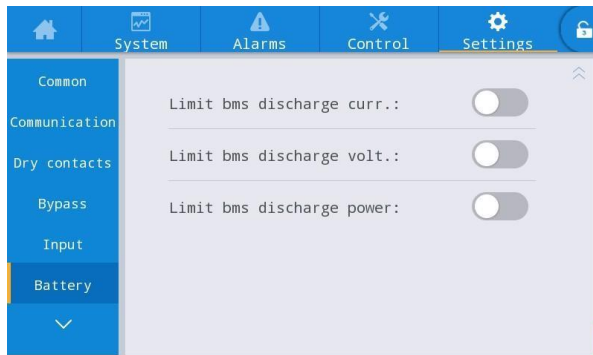 System
Alarms
Control
Settings
3
Common
Communication
Dry contacts
Bypass
Input
Battery
Limit bms discharge curr.:
Limit bms discharge volt.:
Limit bms discharge power: